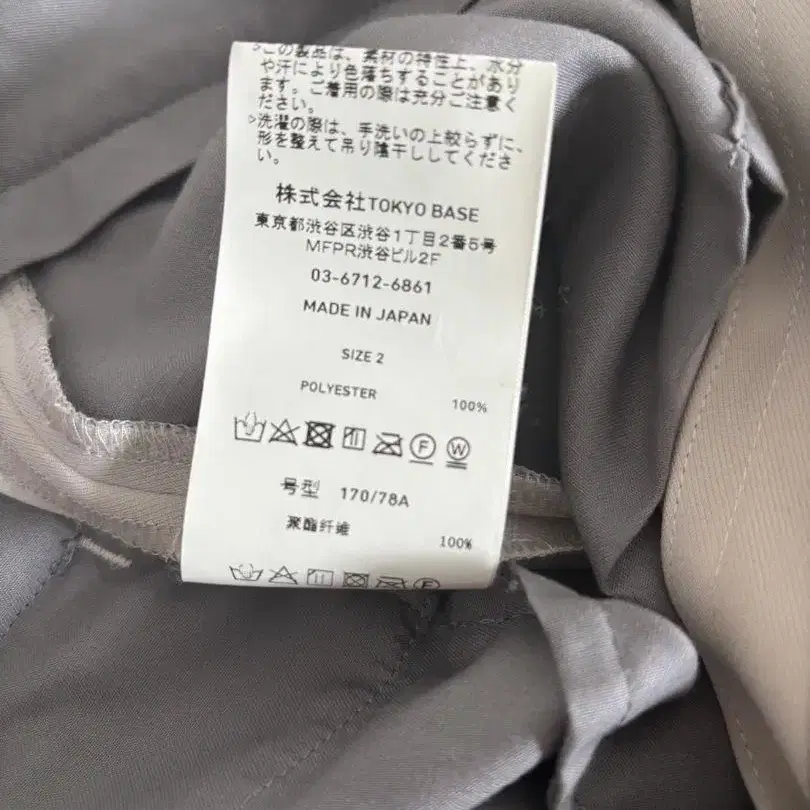 ▷この製品は、素材の特性上、水分
や汗により色落ちすることがあり
ます。ご着用の際は充分ご注意く
ださい。
▷洗濯の際は、手洗いの上絞らずに、
形を整えて吊り陰干ししてくださ
い。
株式会社TOKYO BASE
東京都渋谷区渋谷1丁目2番5号
MFPR渋谷ビル2F
03-6712-6861
MADE IN JAPAN
SIZE 2
POLYESTER 100%
F W
号型 170/78A
聚酯纤维 100%
F